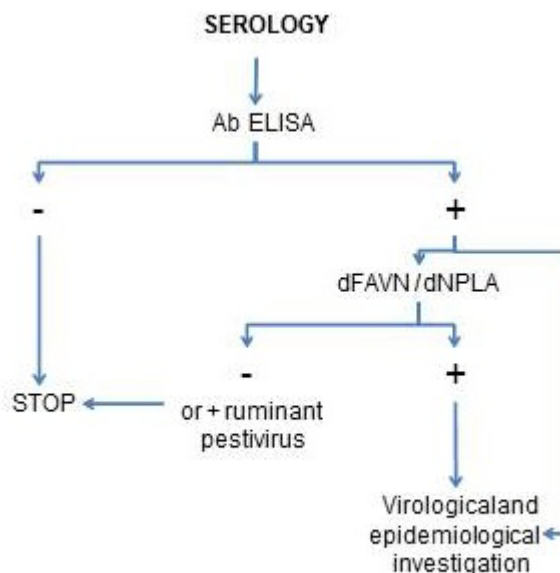 SEROLOGY
Ab ELISA
- +
dFAVN /dNPLA
- +
STOP
or + ruminant
pestivirus
Virologicaland
epidemiological
investigation